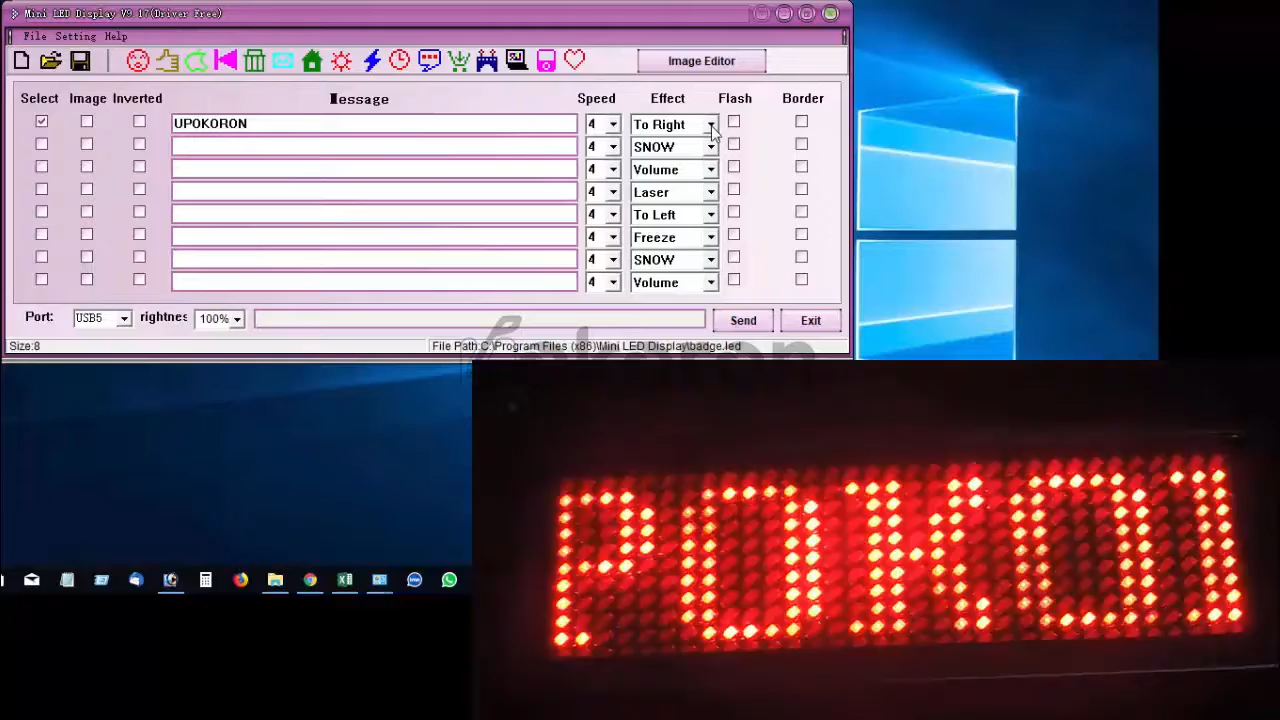 Mini LED Display V9.17(Driver Free)
File Setting Help
Image Editor
Select Image Inverted Message Speed Effect Flash Border
UPOKORON 4 To Right
4 SNOW
4 Volume
4 Laser
4 To Left
4 Freeze
4 SNOW
4 Volume
Port: USB5 rightnes 100% Send Exit
Size:8 File Path:C:\Program Files (x86)\Mini LED Display\badge.led
POKO